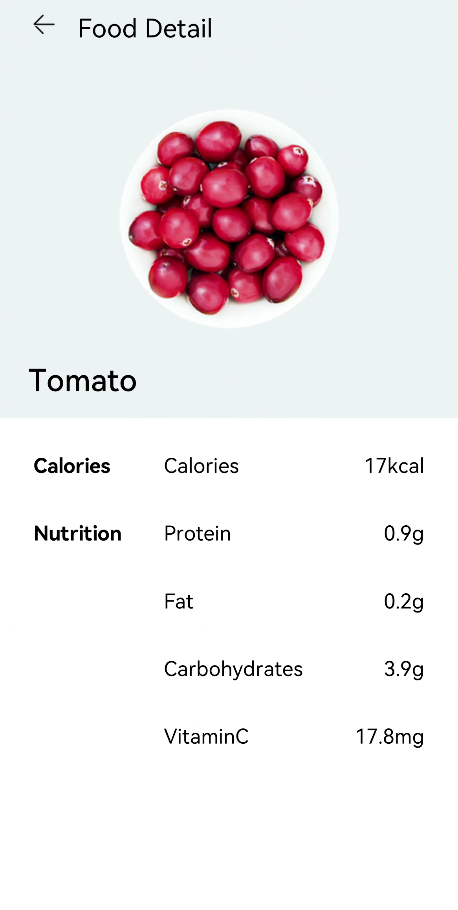 Food Detail
Tomato
Calories Calories 17kcal
Nutrition Protein 0.9g
Fat 0.2g
Carbohydrates 3.9g
VitaminC 17.8mg